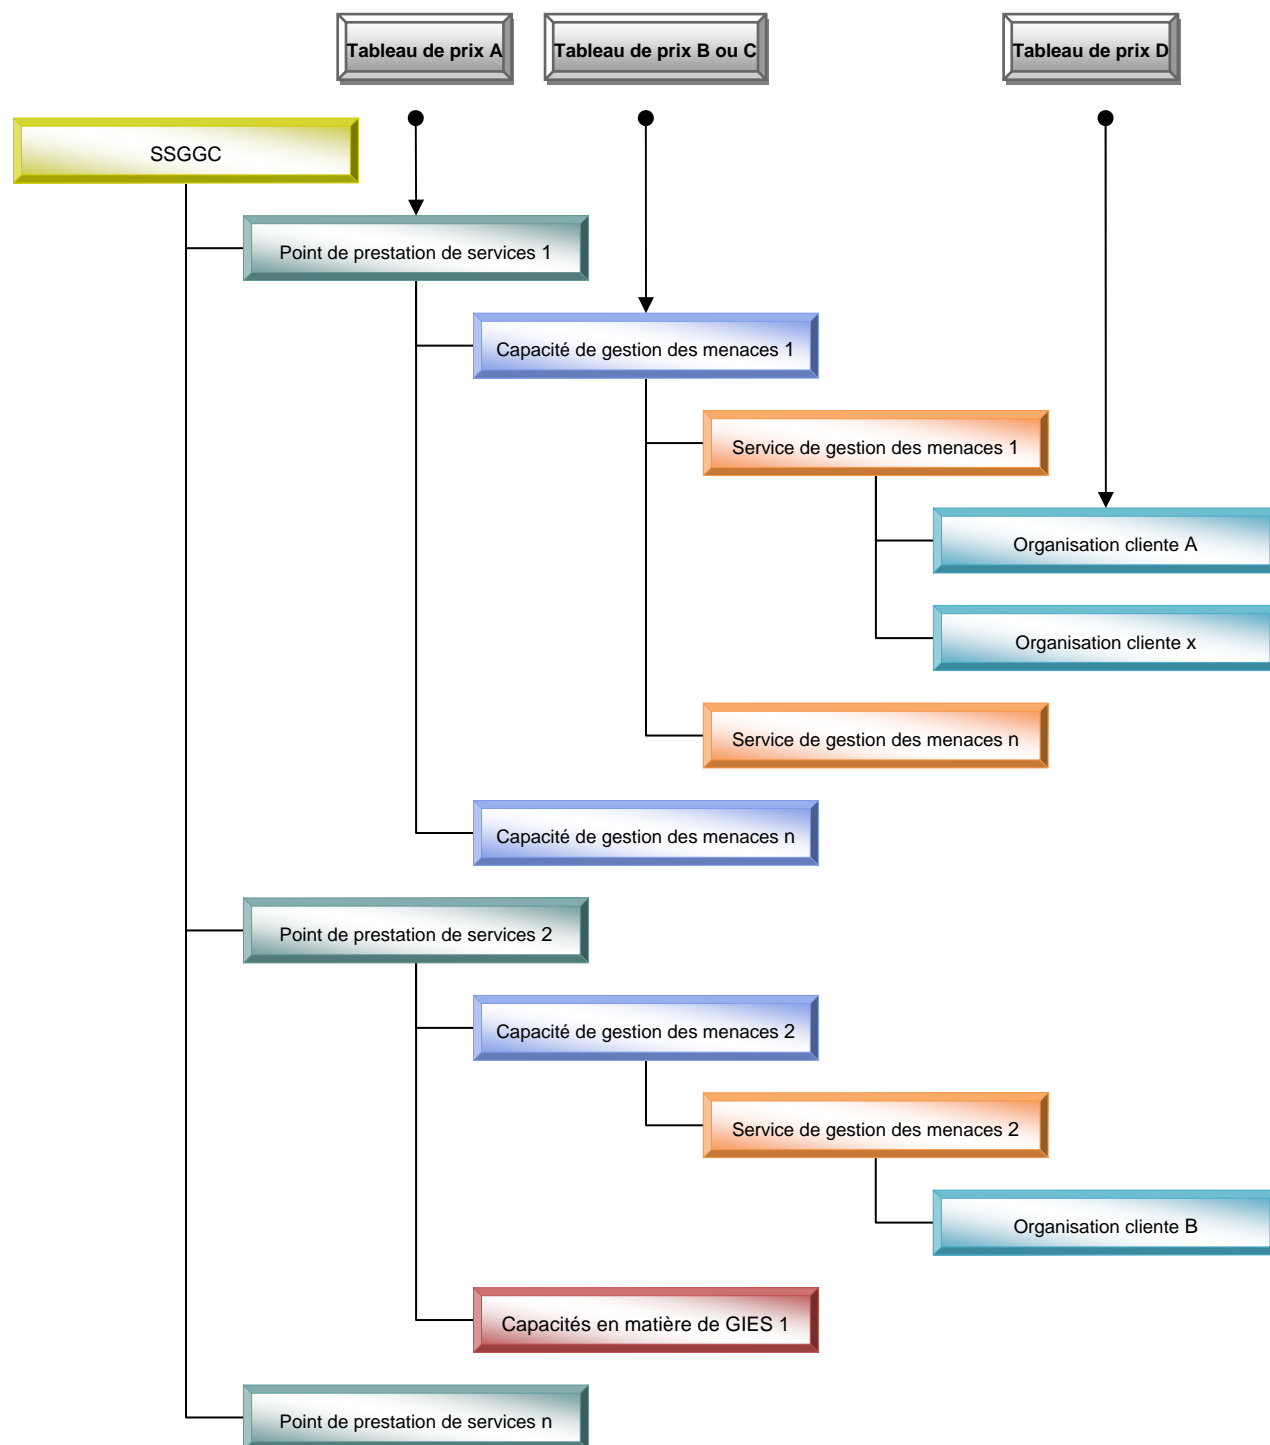 Tableau de prix A
Tableau de prix B ou C
Tableau de prix D
SSGGC
Point de prestation de services 1
Capacité de gestion des menaces 1
Service de gestion des menaces 1
Organisation cliente A
Organisation cliente x
Service de gestion des menaces n
Capacité de gestion des menaces n
Point de prestation de services 2
Capacité de gestion des menaces 2
Service de gestion des menaces 2
Organisation cliente B
Capacités en matière de GIES 1
Point de prestation de services n